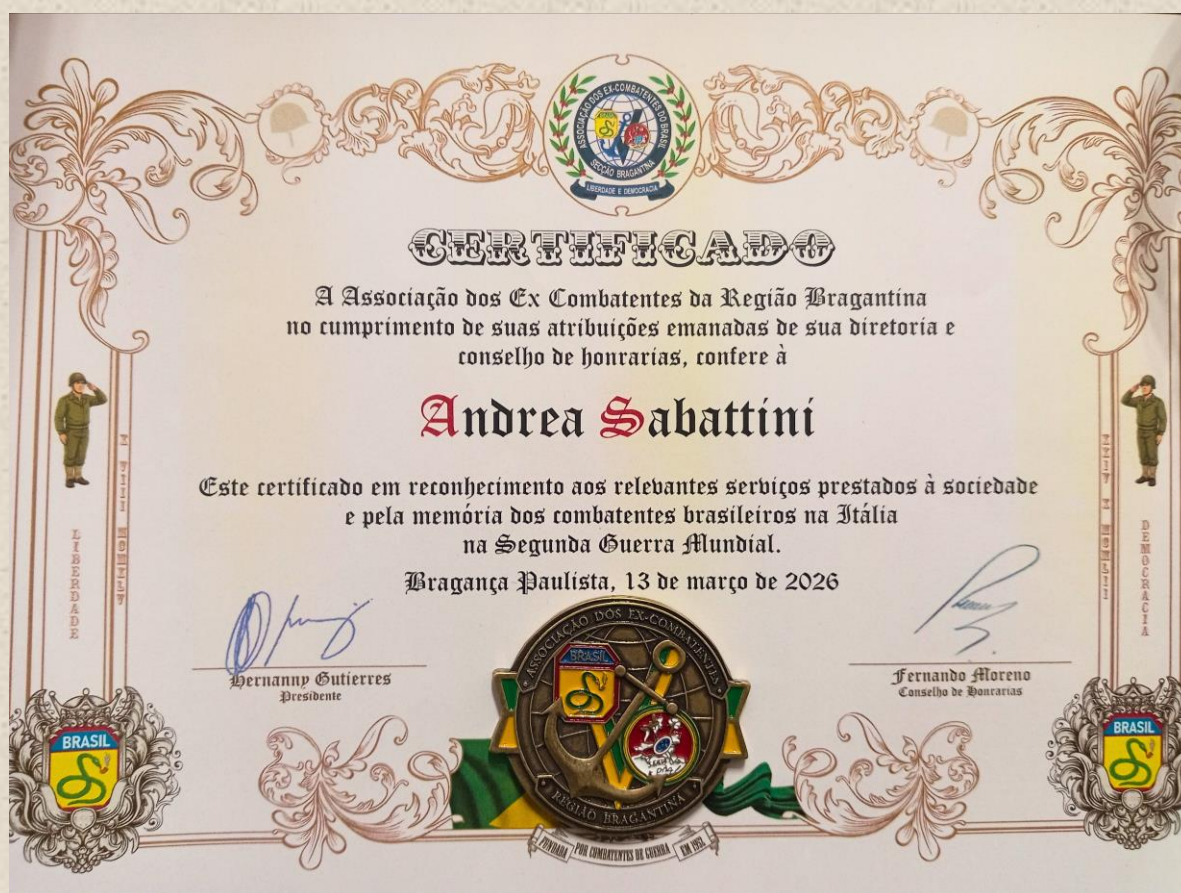 ASSOCIAÇÃO DOS EX-COMBATENTES DO BRASIL
SECÇÃO BRAGANTINA
LIBERDADE E DEMOCRACIA
CERTIFICADO
A Associação dos Ex Combatentes da Região Bragantina
no cumprimento de suas atribuições emanadas de sua diretoria e
conselho de honrarias, confere à
Andrea Sabattini
Este certificado em reconhecimento aos relevantes serviços prestados à sociedade
e pela memória dos combatentes brasileiros na Itália
na Segunda Guerra Mundial.
Bragança Paulista, 13 de março de 2026
LIBERDADE
DEMOCRACIA
Hernanny Gutierres
Presidente
Fernando Moreno
Conselho de Honrarias
ASSOCIAÇÃO DOS EX-COMBATENTES
BRASIL
REGIÃO BRAGANTINA
BRASIL
BRASIL
FUNDADA POR COMBATENTES DE GUERRA